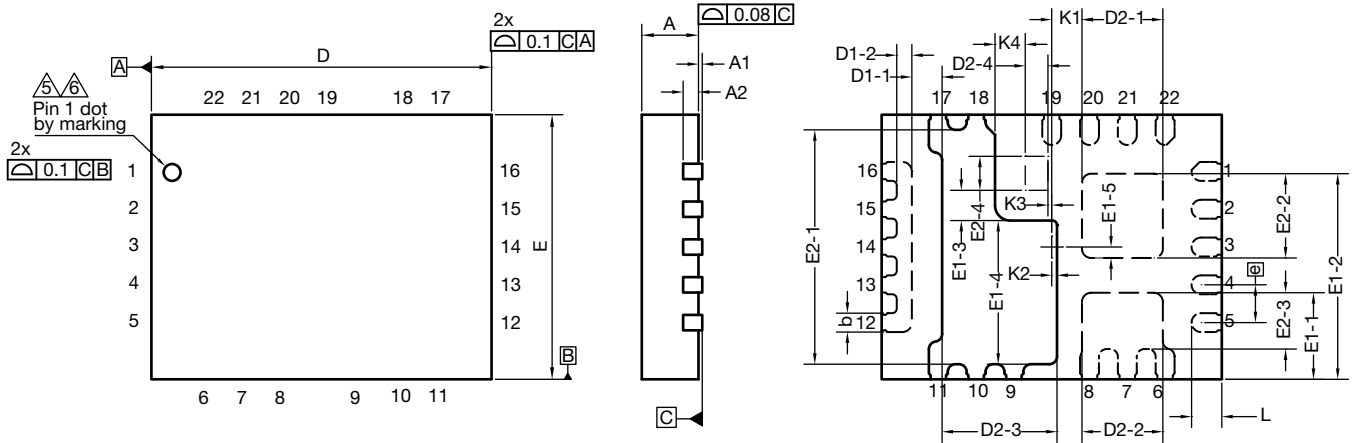 2x
⌓ 0.1 C A
A
D
5 6
Pin 1 dot
by marking
22 21 20 19 18 17
2x
⌓ 0.1 C B
1
2
3
4
5
16
15
14
13
12
E
B
6 7 8 9 10 11
⌓ 0.08 C
A
A1
A2
C
K1 D2-1
K4
D1-2
D2-4
D1-1
17 18 19 20 21 22
16
15
14
13
12
1
2
3
4
5
E2-1
b
E1-3
E2-4
K3
E1-5
K2
E1-4
E2-2
e
E2-3
E1-1
E1-2
11 10 9 8 7 6
L
D2-3
D2-2